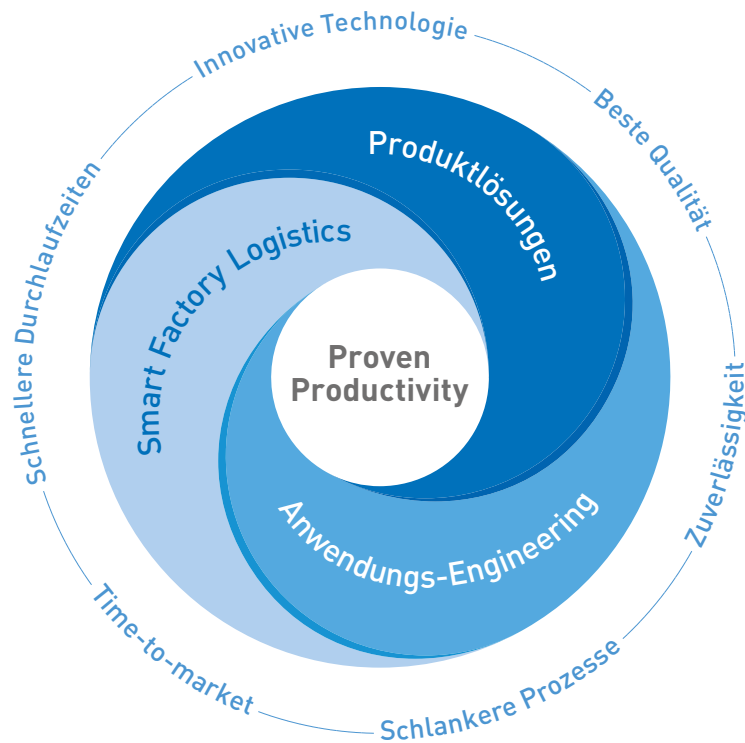 Innovative Technologie
Beste Qualität
Zuverlässigkeit
Schlankere Prozesse
Time-to-market
Schnellere Durchlaufzeiten
Produktlösungen
Anwendungs-Engineering
Smart Factory Logistics
Proven
Productivity